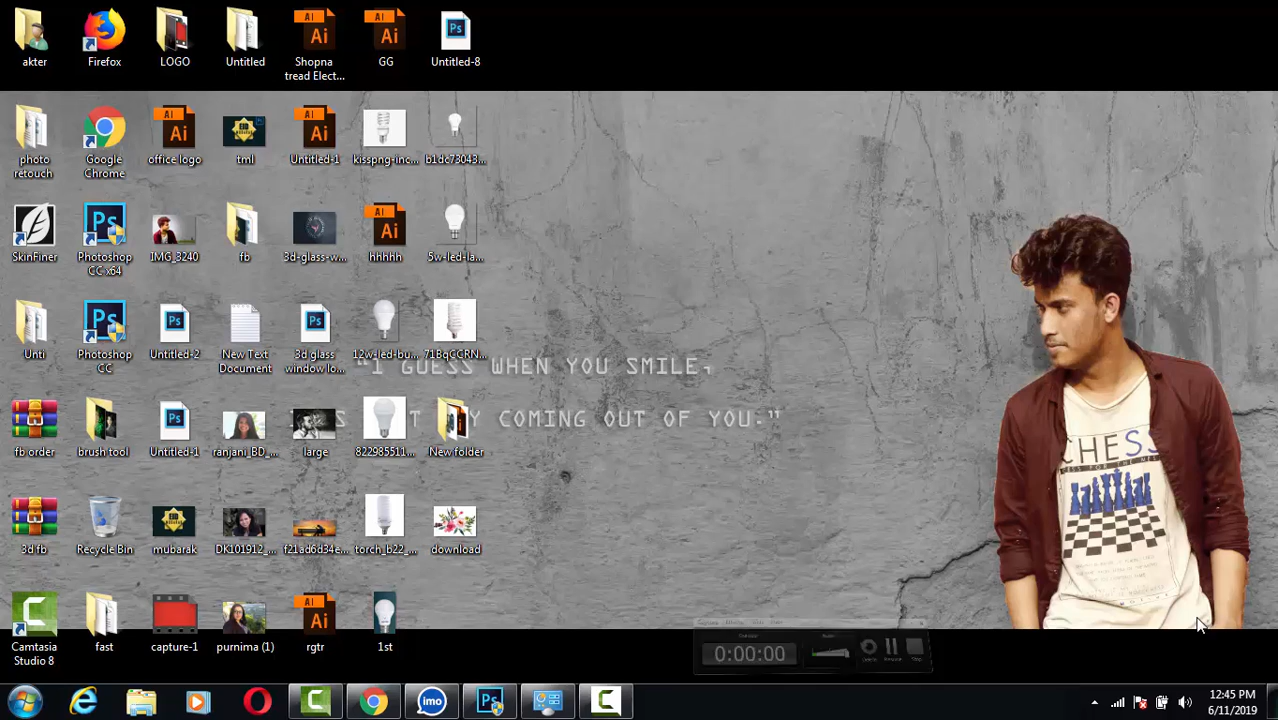 akter
Firefox
LOGO
Untitled
Shopna
tread Elect...
GG
Untitled-8
photo
retouch
Google
Chrome
office logo
tml
Untitled-1
kisspng-inc...
b1dc73043...
SkinFiner
Photoshop
CC x64
IMG_3240
fb
3d-glass-w...
hhhhh
5w-led-la...
Unti
Photoshop
CC
Untitled-2
New Text
Document
3d glass
window lo...
12w-led-bu...
71BqCCRN...
“I GUESS WHEN YOU SMILE,
COMING OUT OF YOU.”
fb order
brush tool
Untitled-1
ranjani_BD_...
large
822985511...
New folder
CHESS
3d fb
Recycle Bin
mubarak
DK101912_...
f21ad6d34e...
torch_b22_...
download
Camtasia
Studio 8
fast
capture-1
purnima (1)
rgtr
1st
0:00:00
imo
12:45 PM
6/11/2019